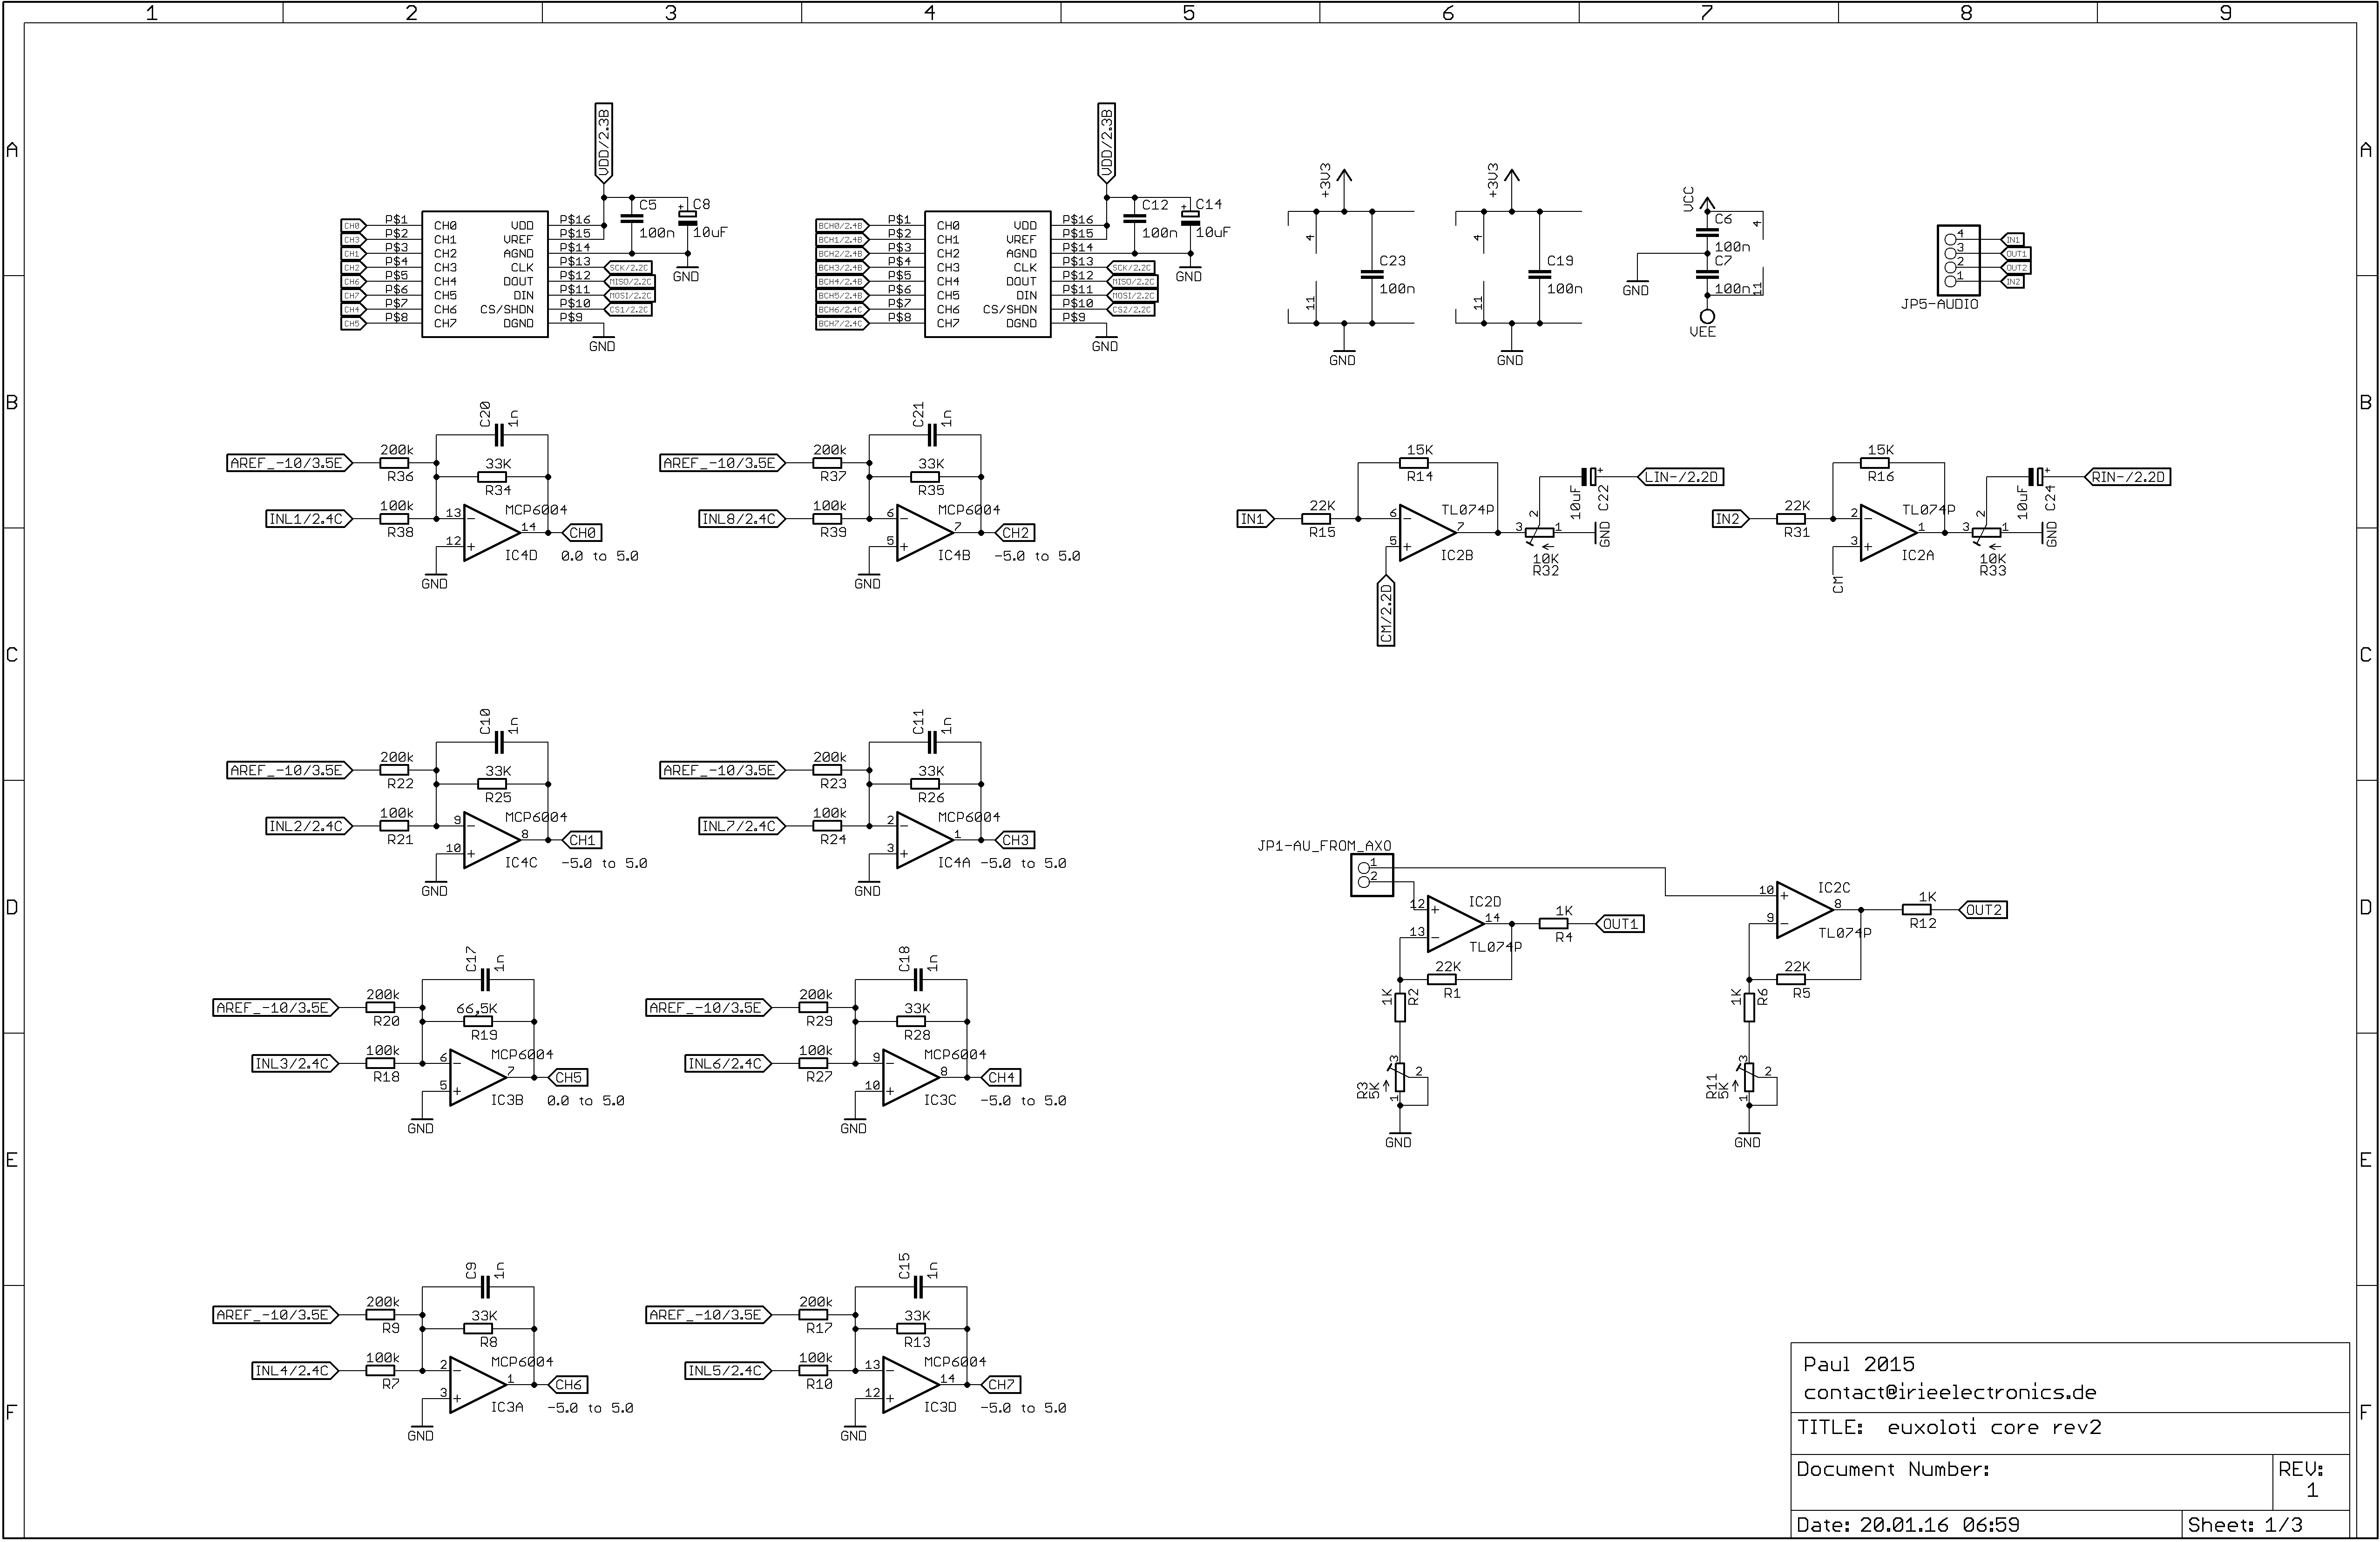 1 2 3 4 5 6 7 8 9
A
B
C
D
E
F
A
B
C
D
E
F
VDD/2.3B
C5
100n
C8
+
10uF
GND
CH0 P$1 CH0 VDD P$16
CH3 P$2 CH1 VREF P$15
CH1 P$3 CH2 AGND P$14
CH2 P$4 CH3 CLK P$13 SCK/2.2C
CH6 P$5 CH4 DOUT P$12 MISO/2.2C
CH7 P$6 CH5 DIN P$11 MOSI/2.2C
CH4 P$7 CH6 CS/SHDN P$10 CS1/2.2C
CH5 P$8 CH7 DGND P$9
GND
VDD/2.3B
C12
100n
C14
+
10uF
GND
BCH0/2.4B P$1 CH0 VDD P$16
BCH1/2.4B P$2 CH1 VREF P$15
BCH2/2.4B P$3 CH2 AGND P$14
BCH3/2.4B P$4 CH3 CLK P$13 SCK/2.2C
BCH4/2.4B P$5 CH4 DOUT P$12 MISO/2.2C
BCH5/2.4B P$6 CH5 DIN P$11 MOSI/2.2C
BCH6/2.4C P$7 CH6 CS/SHDN P$10 CS2/2.2C
BCH7/2.4C P$8 CH7 DGND P$9
GND
+3V3
4
11
C23
100n
GND
+3V3
4
11
C19
100n
GND
VCC
C6
100n
C7
100n
4
11
GND
VEE
4 IN1
3 OUT1
2 OUT2
1 IN2
JP5-AUDIO
C20
1n
AREF_-10/3.5E
200k
R36
33K
R34
INL1/2.4C
100k
R38
MCP6004
13
14
12
- +
CH0
IC4D
0.0 to 5.0
GND
C21
1n
AREF_-10/3.5E
200k
R37
33K
R35
INL8/2.4C
100k
R39
MCP6004
6
7
5
- +
CH2
IC4B
-5.0 to 5.0
GND
IN1
22K
R15
15K
R14
TL074P
6
7
5
- +
IC2B
CM/2.2D
3 2 1
10K
R32
10uF
C22
+
LIN-/2.2D
GND
IN2
22K
R31
15K
R16
TL074P
2
1
3
- +
IC2A
CM
3 2 1
10K
R33
10uF
C24
+
RIN-/2.2D
GND
C10
1n
AREF_-10/3.5E
200k
R22
33K
R25
INL2/2.4C
100k
R21
MCP6004
9
8
10
- +
CH1
IC4C
-5.0 to 5.0
GND
C11
1n
AREF_-10/3.5E
200k
R23
33K
R26
INL7/2.4C
100k
R24
MCP6004
2
1
3
- +
CH3
IC4A
-5.0 to 5.0
GND
JP1-AU_FROM_AXO
1
2
12
13
14
+ -
IC2D
TL074P
1K
R4
OUT1
22K
R1
1K
R2
R3
5K
3
2
1
GND
10
9
8
+ -
IC2C
TL074P
1K
R12
OUT2
22K
R5
1K
R6
R11
5K
3
2
1
GND
C17
1n
AREF_-10/3.5E
200k
R20
66,5K
R19
INL3/2.4C
100k
R18
MCP6004
6
7
5
- +
CH5
IC3B
0.0 to 5.0
GND
C18
1n
AREF_-10/3.5E
200k
R29
33K
R28
INL6/2.4C
100k
R27
MCP6004
9
8
10
- +
CH4
IC3C
-5.0 to 5.0
GND
C9
1n
AREF_-10/3.5E
200k
R9
33K
R8
INL4/2.4C
100k
R7
MCP6004
2
1
3
- +
CH6
IC3A
-5.0 to 5.0
GND
C15
1n
AREF_-10/3.5E
200k
R17
33K
R13
INL5/2.4C
100k
R10
MCP6004
13
14
12
- +
CH7
IC3D
-5.0 to 5.0
GND
Paul 2015
contact@irieelectronics.de
TITLE: euxoloti core rev2
Document Number:
REV:
1
Date: 20.01.16 06:59
Sheet: 1/3